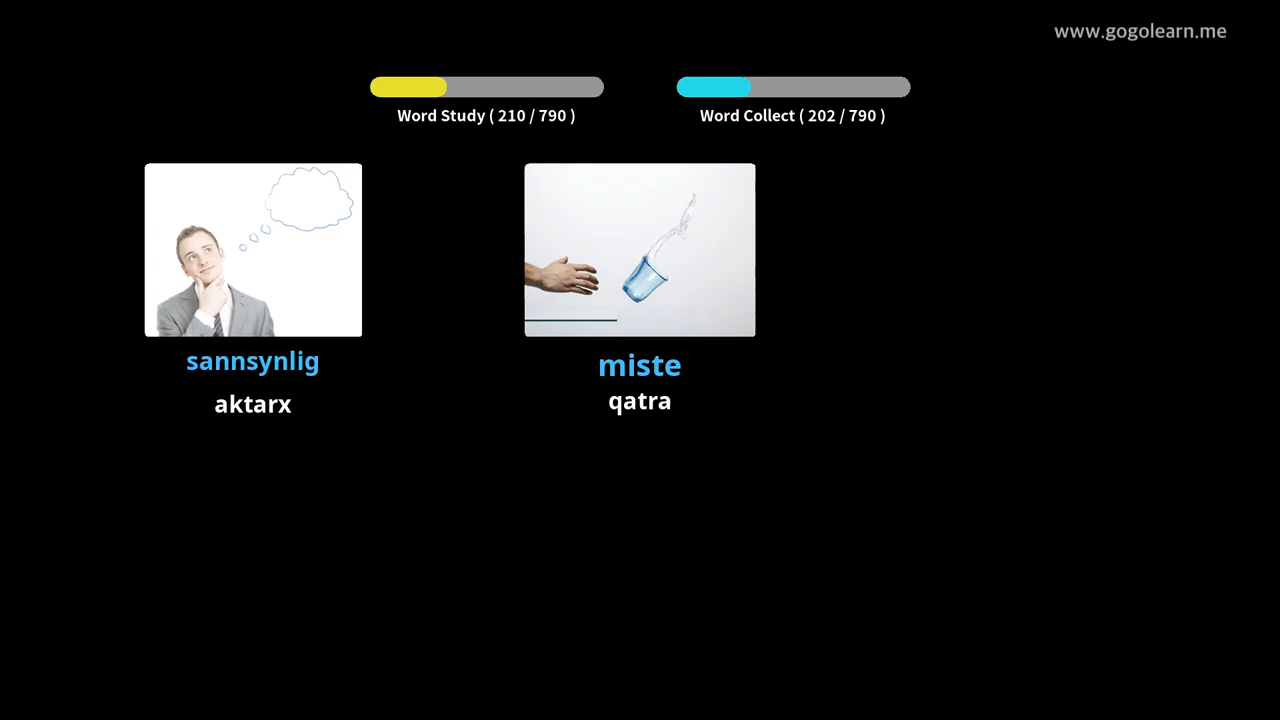 www.gogolearn.me
Word Study ( 210 / 790 )
Word Collect ( 202 / 790 )
sannsynlig
aktarx
miste
qatra